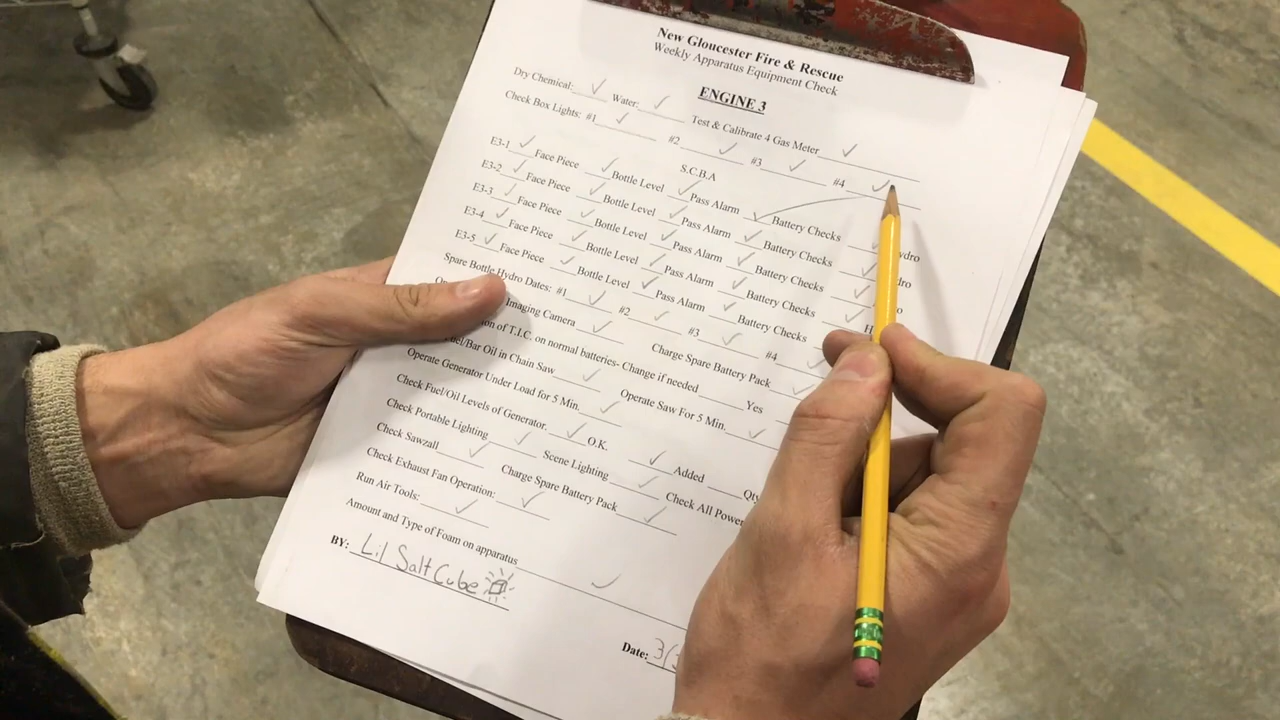 New Gloucester Fire & Rescue
Weekly Apparatus Equipment Check
ENGINE 3
Dry Chemical: ✓ Water: ✓ Test & Calibrate 4 Gas Meter ✓
Check Box Lights: #1 ✓ #2 ✓ #3 ✓ #4 ✓
S.C.B.A
E3-1 ✓ Face Piece ✓ Bottle Level ✓ Pass Alarm ✓ Battery Checks ✓
E3-2 ✓ Face Piece ✓ Bottle Level ✓ Pass Alarm ✓ Battery Checks ✓
E3-3 ✓ Face Piece ✓ Bottle Level ✓ Pass Alarm ✓ Battery Checks ✓
E3-4 ✓ Face Piece ✓ Bottle Level ✓ Pass Alarm ✓ Battery Checks ✓
E3-5 ✓ Face Piece ✓ Bottle Level ✓ Pass Alarm ✓ Battery Checks
Spare Bottle Hydro Dates: #1 ✓ #2 ✓ #3 ✓ #4 ✓
Imaging Camera ✓ Charge Spare Battery Pack ✓
of T.I.C. on normal batteries- Change if needed Yes
Fuel/Bar Oil in Chain Saw ✓ Operate Saw For 5 Min. ✓
Operate Generator Under Load for 5 Min. ✓
Check Fuel/Oil Levels of Generator. ✓ O.K. ✓ Added Qty
Check Portable Lighting ✓ Scene Lighting ✓ Check All Power
Check Sawzall ✓ Charge Spare Battery Pack ✓
Check Exhaust Fan Operation: ✓
Run Air Tools: ✓
Amount and Type of Foam on apparatus ✓
BY: Lil Salt Cube
Date: 3/